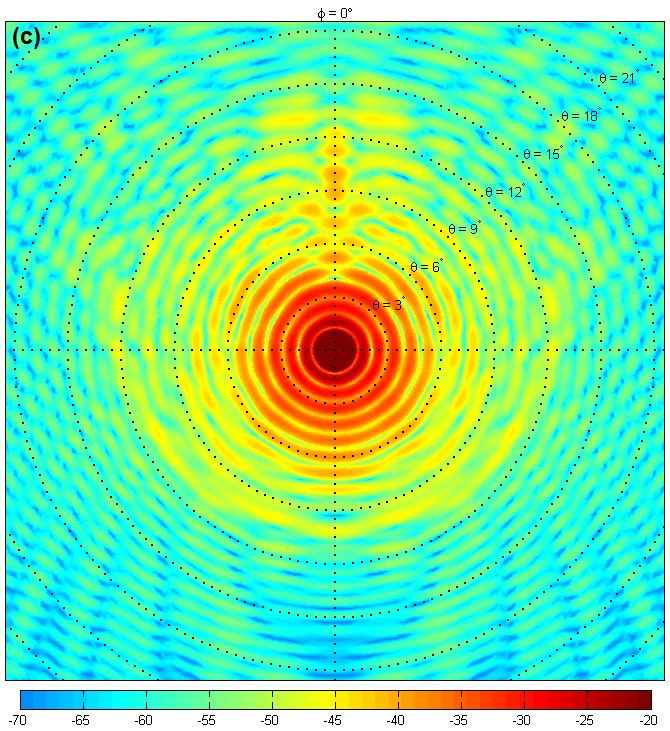 ϕ = 0°
(c)
θ = 21°
θ = 18°
θ = 15°
θ = 12°
θ = 9°
θ = 6°
θ = 3°
-70 -65 -60 -55 -50 -45 -40 -35 -30 -25 -20